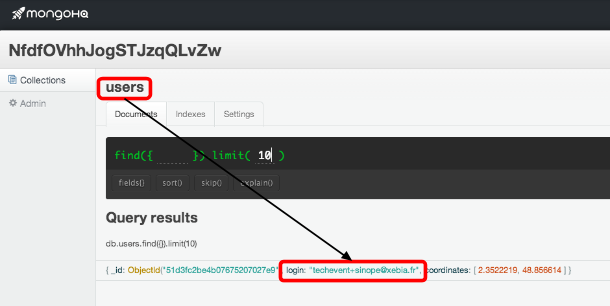 mongoHQ
NfdfOVhhJogSTJzqQLvZw
Collections
Admin
users
Documents Indexes Settings
find({ }).limit( 10 )
fields() sort() skip() explain()
Query results
db.users.find({}).limit(10)
{ _id: ObjectId("51d3fc2be4b07675207027e9"), login: "techevent+sinope@xebia.fr", coordinates: [ 2.3522219, 48.856614 ] }